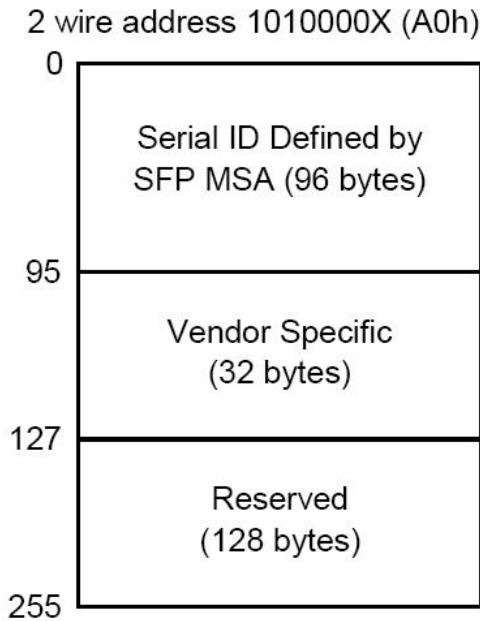 2 wire address 1010000X (A0h)
0
Serial ID Defined by
SFP MSA (96 bytes)
95
Vendor Specific
(32 bytes)
127
Reserved
(128 bytes)
255